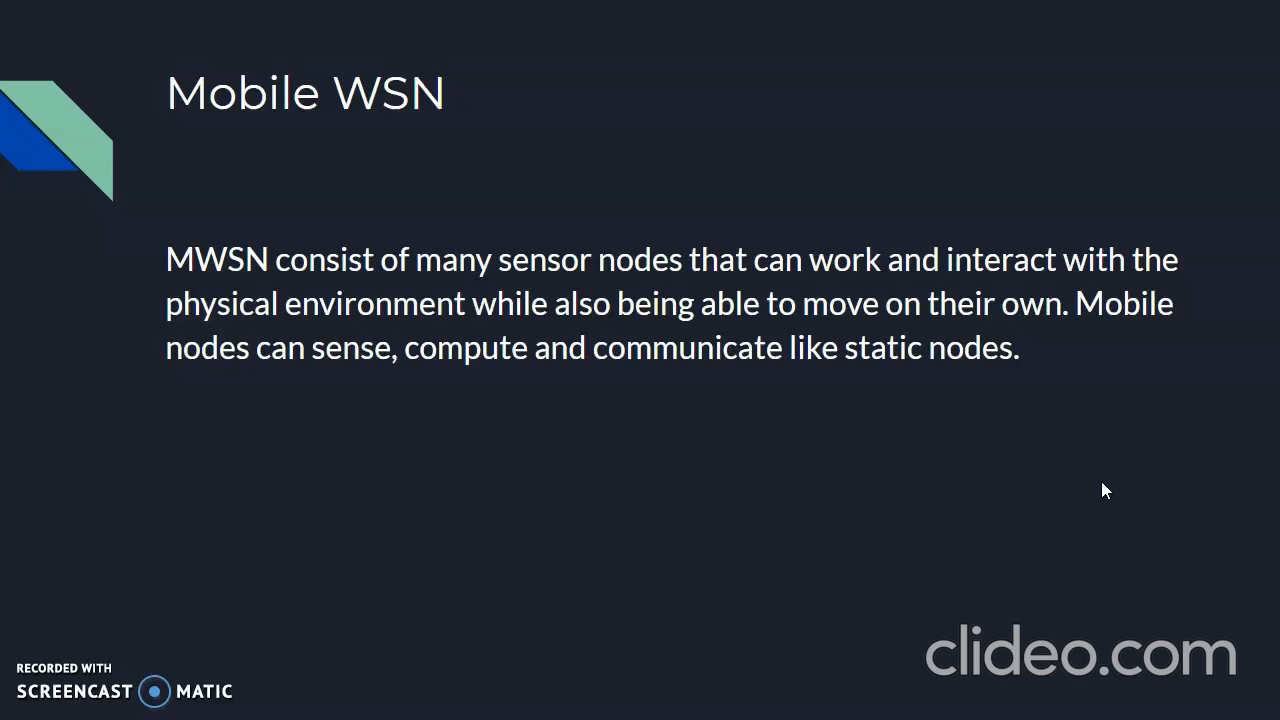 Mobile WSN
MWSN consist of many sensor nodes that can work and interact with the
physical environment while also being able to move on their own. Mobile
nodes can sense, compute and communicate like static nodes.
clideo.com
RECORDED WITH
SCREENCAST MATIC